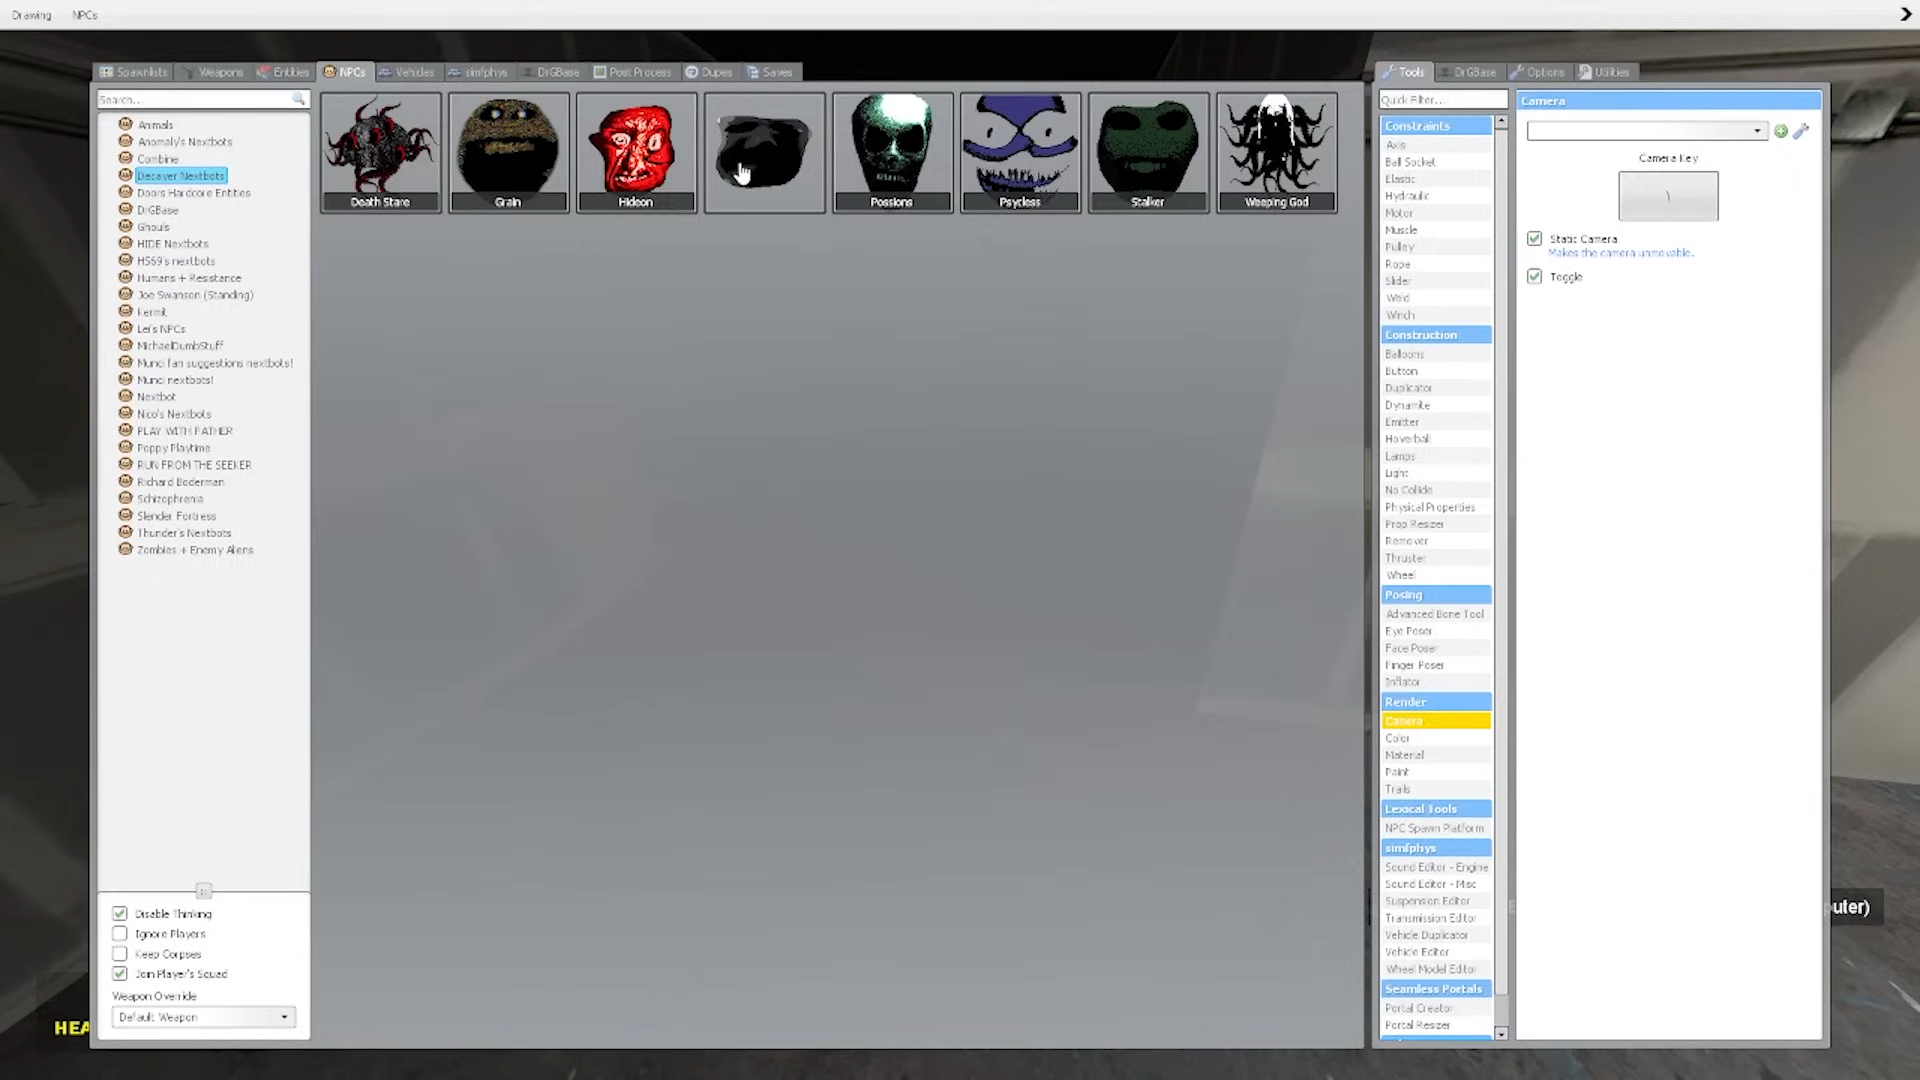 Drawing NPCs
Spawnlists Weapons Entities NPCs Vehicles simfphys DrGBase Post Process Dupes Saves
Search...
Animals
Anomaly's Nextbots
Combine
Decayer Nextbots
Doors Hardcore Entities
DrGBase
Ghouls
HIDE Nextbots
H569's nextbots
Humans + Resistance
Joe Swanson (Standing)
Kermit
Lei's NPCs
MichaelDumbStuff
Munci fan suggestions nextbots!
Munci nextbots!
Nextbot
Nico's Nextbots
PLAY WITH FATHER
Poppy Playtime
RUN FROM THE SEEKER
Richard Boderman
Schizophrenia
Slender Fortress
Thunder's Nextbots
Zombies + Enemy Aliens
Disable Thinking
Ignore Players
Keep Corpses
Join Player's Squad
Weapon Override
Default Weapon
HEA
Death Stare
Grain
Hideon
Possions
Psycless
Stalker
Weeping God
Tools DrGBase Options Utilities
Quick Filter...
Constraints
Axis
Ball Socket
Elastic
Hydraulic
Motor
Muscle
Pulley
Rope
Slider
Weld
Winch
Construction
Balloons
Button
Duplicator
Dynamite
Emitter
Hoverball
Lamps
Light
No Collide
Physical Properties
Prop Resizer
Remover
Thruster
Wheel
Posing
Advanced Bone Tool
Eye Poser
Face Poser
Finger Poser
Inflator
Render
Camera
Color
Material
Paint
Trails
Lexical Tools
NPC Spawn Platform
simfphys
Sound Editor - Engine
Sound Editor - Misc
Suspension Editor
Transmission Editor
Vehicle Duplicator
Vehicle Editor
Wheel Model Editor
Seamless Portals
Portal Creator
Portal Resizer
Camera
Camera Key
\
Static Camera
Makes the camera unmovable.
Toggle
uter)